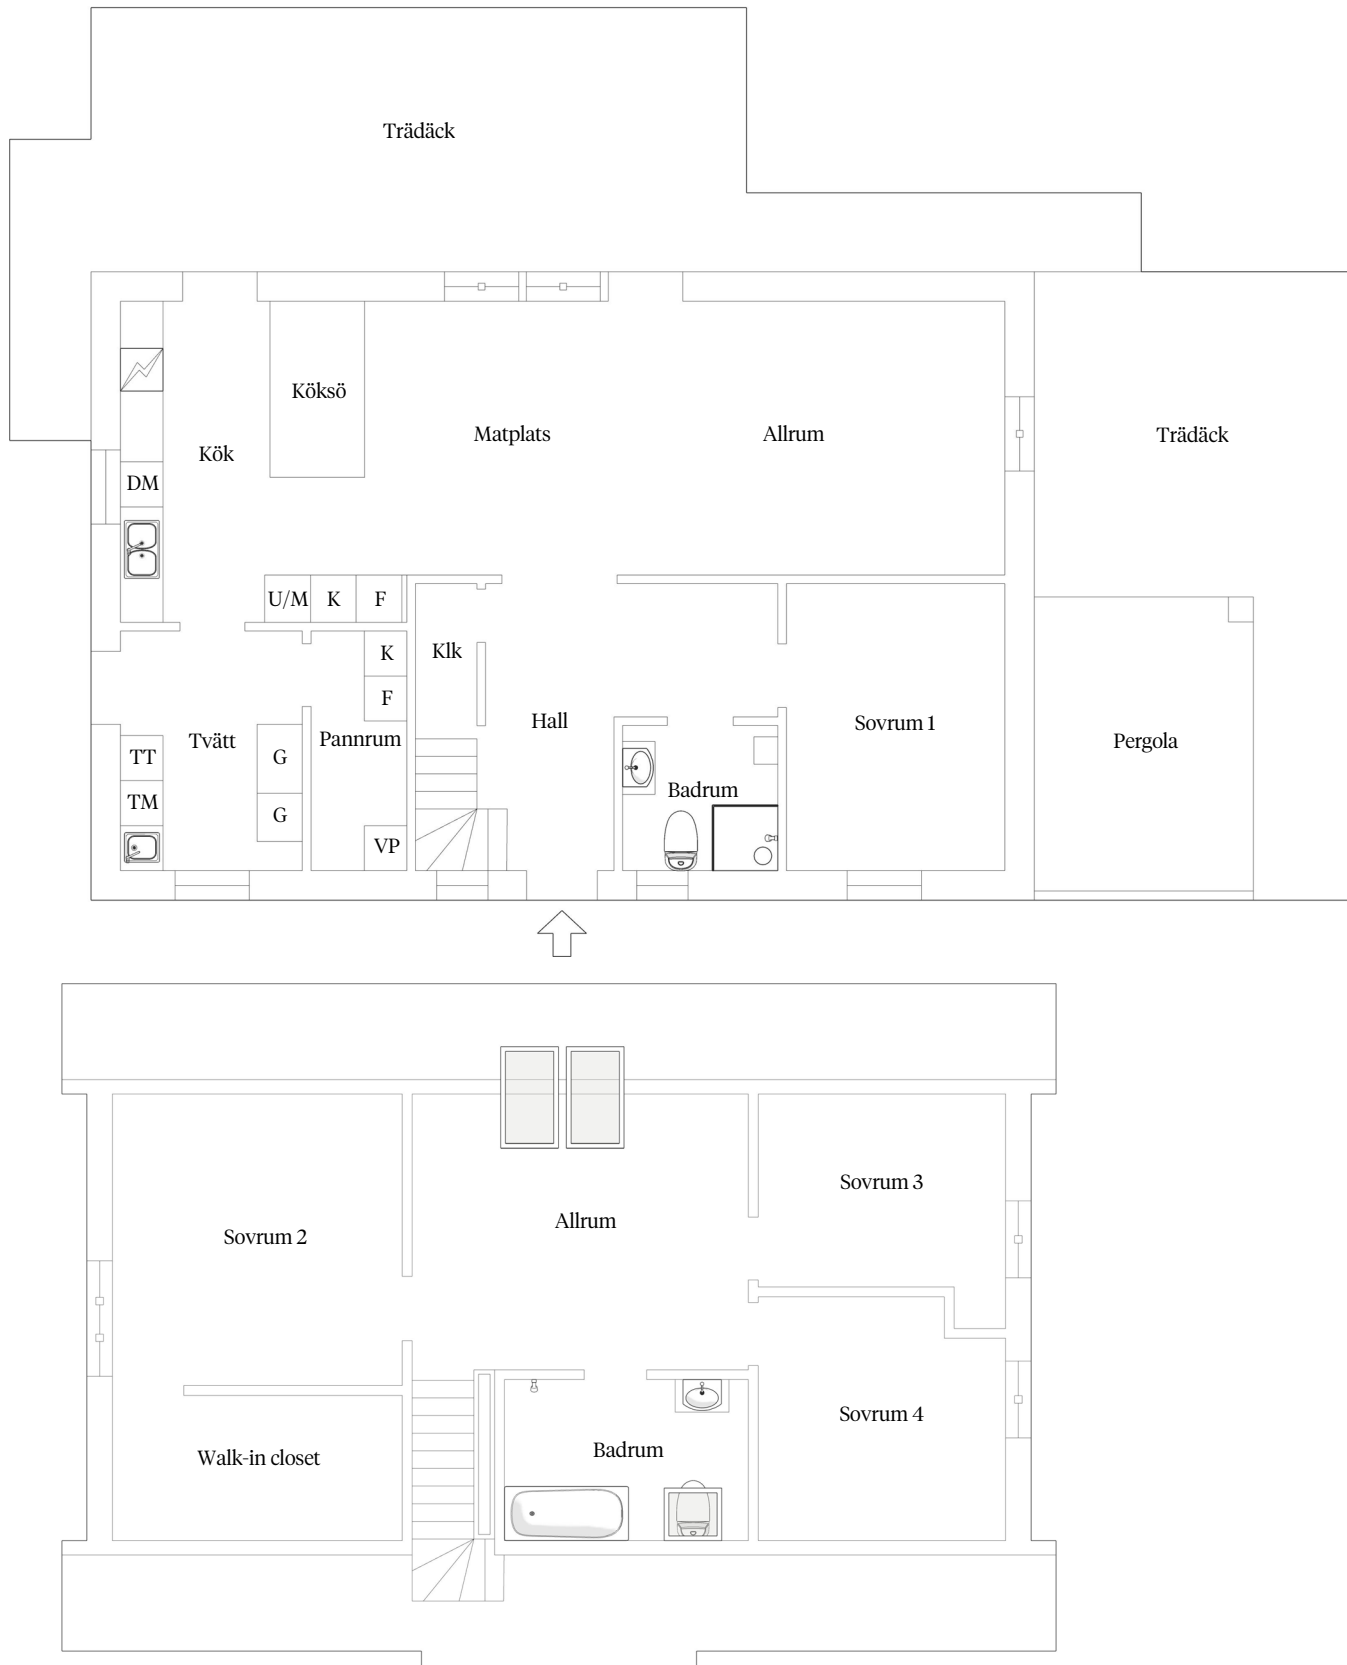 Trädäck
Köksö
Matplats
Allrum
Trädäck
Kök
DM
U/M
K
F
Klk
K
F
Hall
Sovrum 1
Tvätt
Pannrum
Pergola
TT
G
Badrum
TM
G
VP
Sovrum 3
Allrum
Sovrum 2
Sovrum 4
Badrum
Walk-in closet